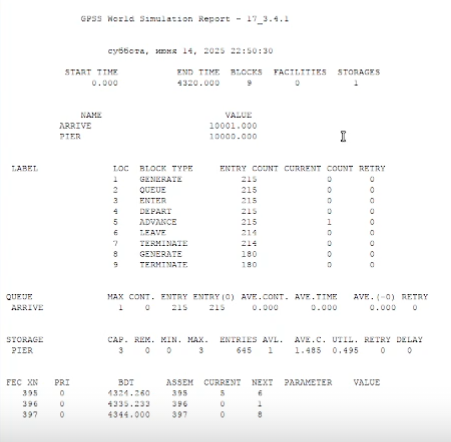 GPSS World Simulation Report - 17_3.4.1
суббота, июня 14, 2025 22:50:30
START TIME END TIME BLOCKS FACILITIES STORAGES
0.000 4320.000 9 0 1
NAME VALUE
ARRIVE 10001.000
PIER 10000.000
LABEL LOC BLOCK TYPE ENTRY COUNT CURRENT COUNT RETRY
1 GENERATE 215 0 0
2 QUEUE 215 0 0
3 ENTER 215 0 0
4 DEPART 215 0 0
5 ADVANCE 215 1 0
6 LEAVE 214 0 0
7 TERMINATE 214 0 0
8 GENERATE 180 0 0
9 TERMINATE 180 0 0
QUEUE MAX CONT. ENTRY ENTRY(0) AVE.CONT. AVE.TIME AVE.(-0) RETRY
ARRIVE 1 0 215 215 0.000 0.000 0.000 0
STORAGE CAP. REM. MIN. MAX. ENTRIES AVL. AVE.C. UTIL. RETRY DELAY
PIER 3 0 0 3 645 1 1.485 0.495 0 0
FEC XN PRI BDT ASSEM CURRENT NEXT PARAMETER VALUE
395 0 4324.260 395 5 6
396 0 4335.233 396 0 1
397 0 4344.000 397 0 8